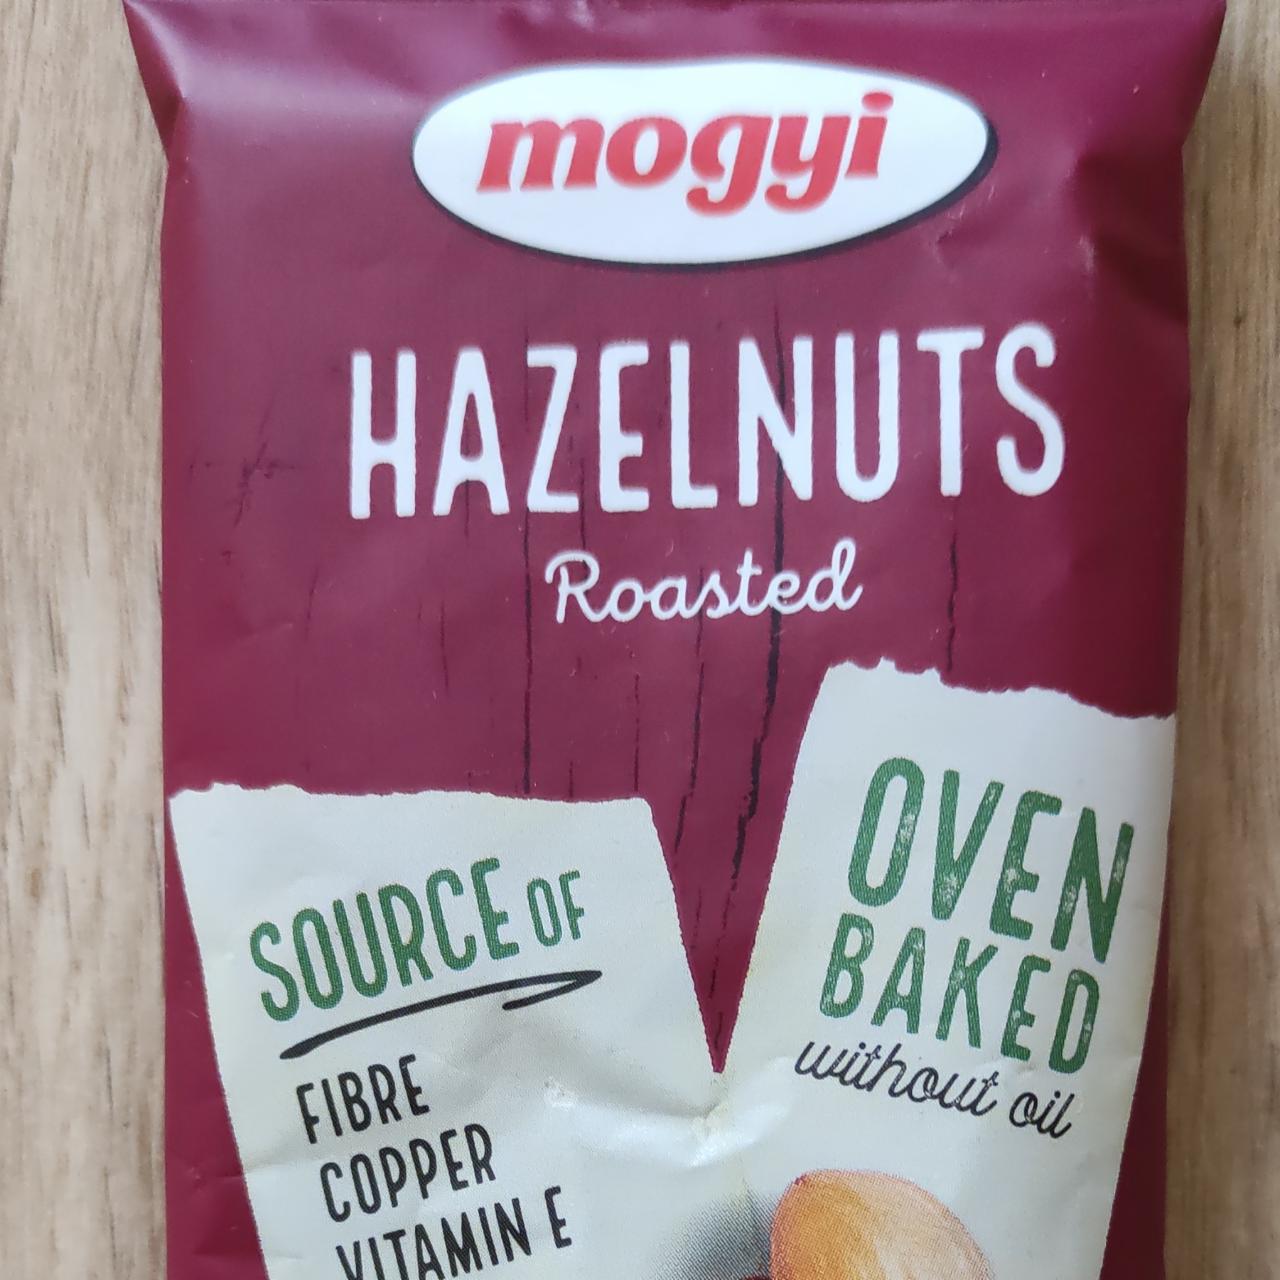 mogyi
HAZELNUTS
Roasted
SOURCE OF
FIBRE
COPPER
VITAMIN E
OVEN
BAKED
without oil